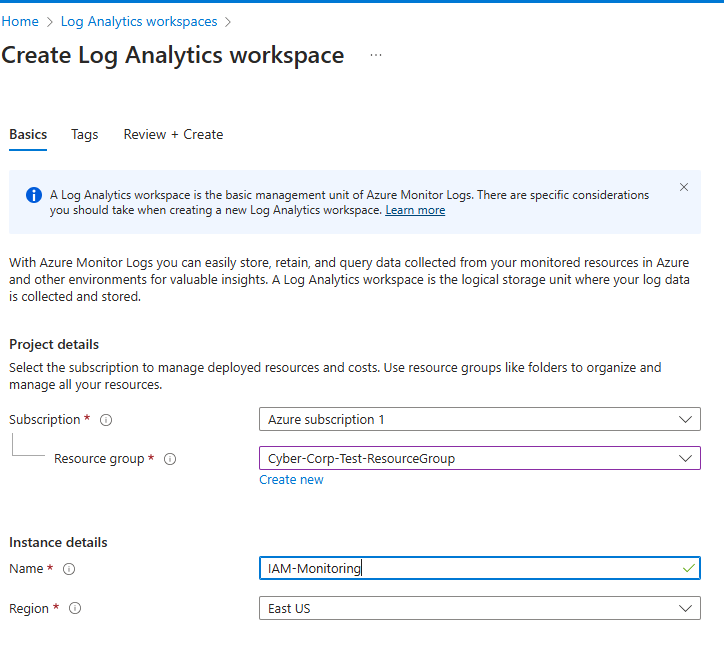 Home > Log Analytics workspaces >
Create Log Analytics workspace ...
Basics Tags Review + Create
A Log Analytics workspace is the basic management unit of Azure Monitor Logs. There are specific considerations
you should take when creating a new Log Analytics workspace. Learn more
With Azure Monitor Logs you can easily store, retain, and query data collected from your monitored resources in Azure
and other environments for valuable insights. A Log Analytics workspace is the logical storage unit where your log data
is collected and stored.
Project details
Select the subscription to manage deployed resources and costs. Use resource groups like folders to organize and
manage all your resources.
Subscription * Azure subscription 1
Resource group * Cyber-Corp-Test-ResourceGroup
Create new
Instance details
Name * IAM-Monitoring
Region * East US